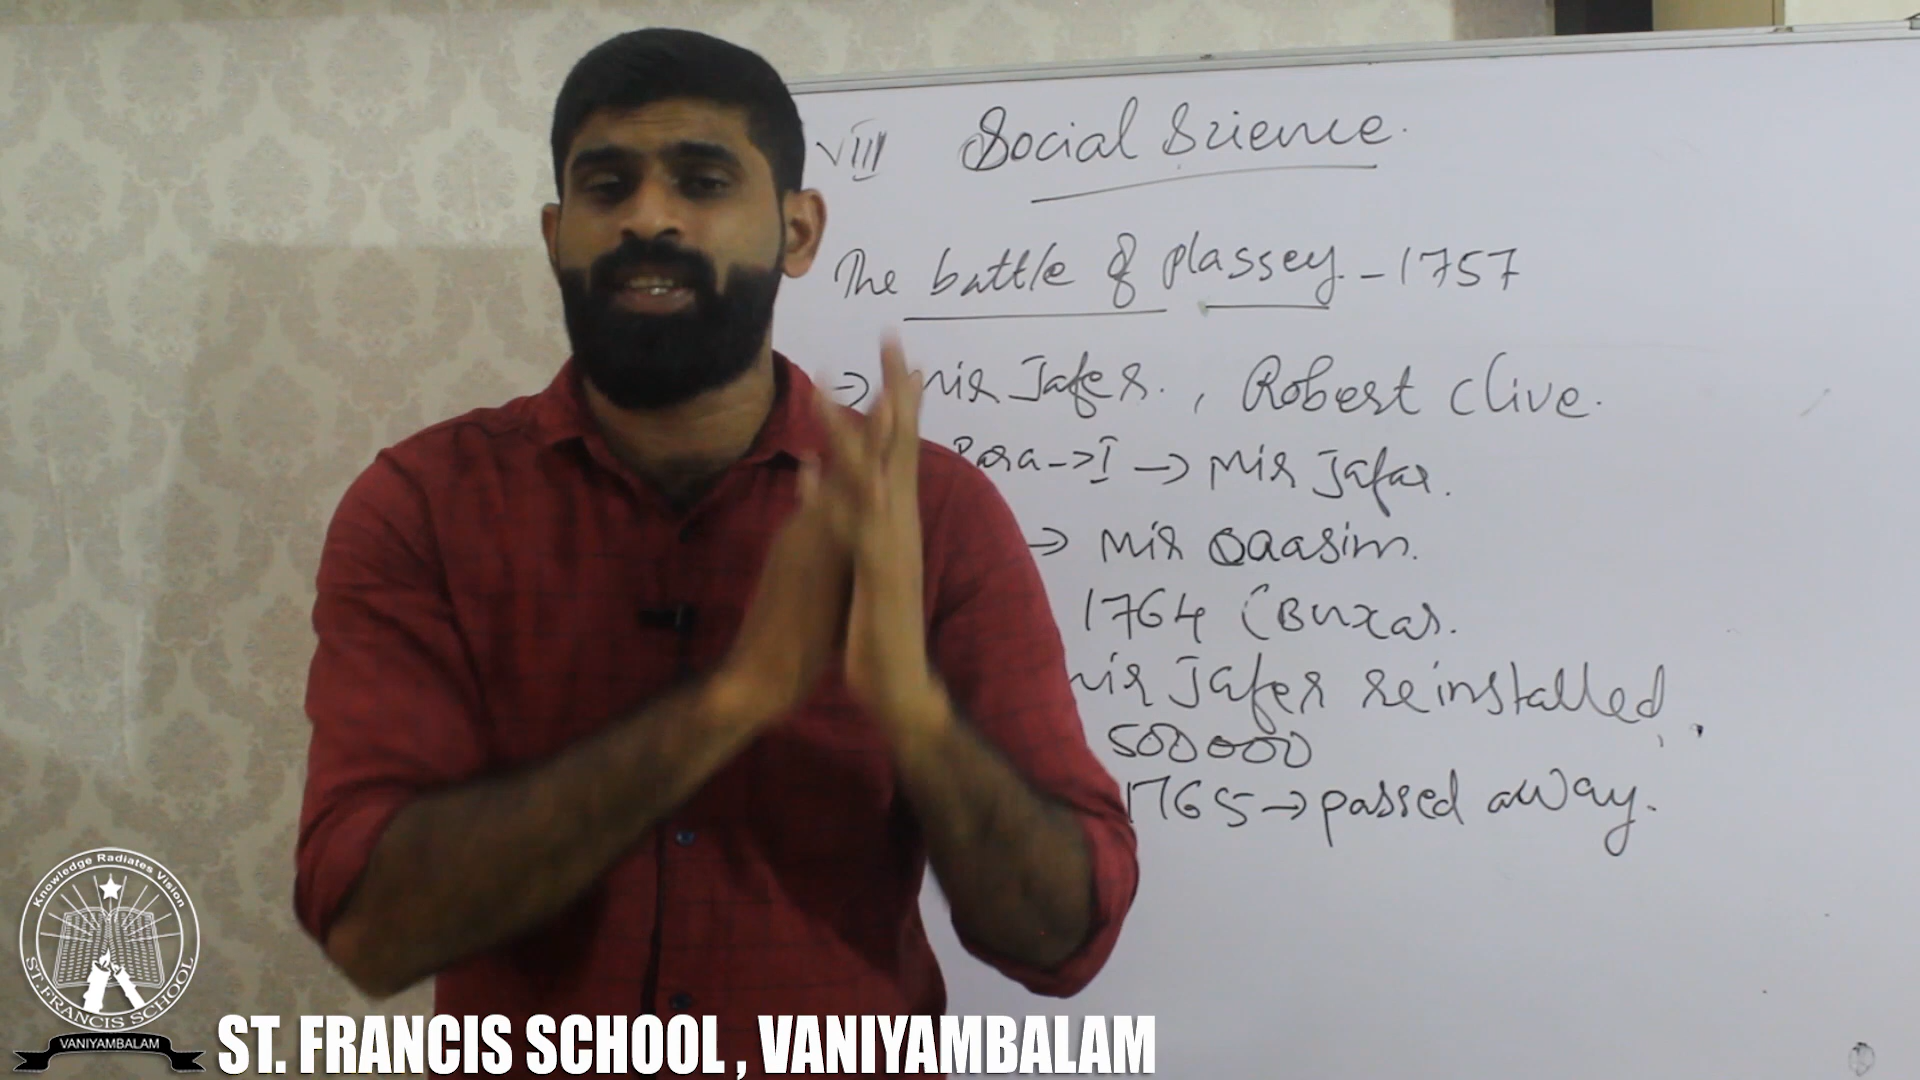 VIII Social Science.
The battle of plassey - 1757
→ Mir Jafer. , Robert Clive.
Para -> I → Mir Jafar.
→ Mir Qaasim.
1764 (Buxar.
Mir Jafer reinstalled,
500000
1765 → passed away.
Knowledge Radiates Vision
ST. FRANCIS SCHOOL
VANIYAMBALAM
ST. FRANCIS SCHOOL , VANIYAMBALAM